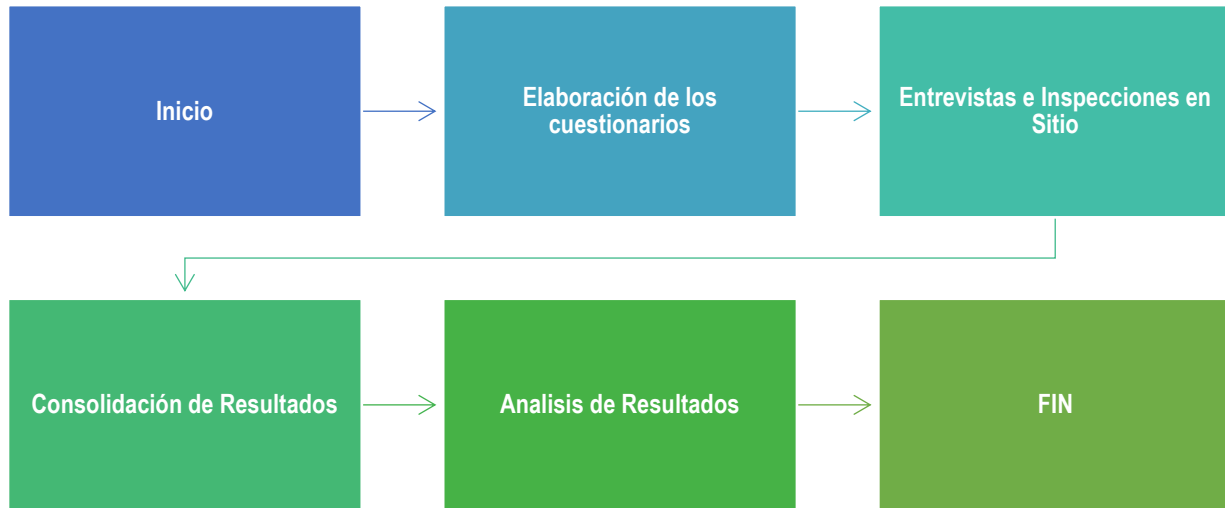 Inicio
Elaboración de los
cuestionarios
Entrevistas e Inspecciones en
Sitio
Consolidación de Resultados
Analisis de Resultados
FIN